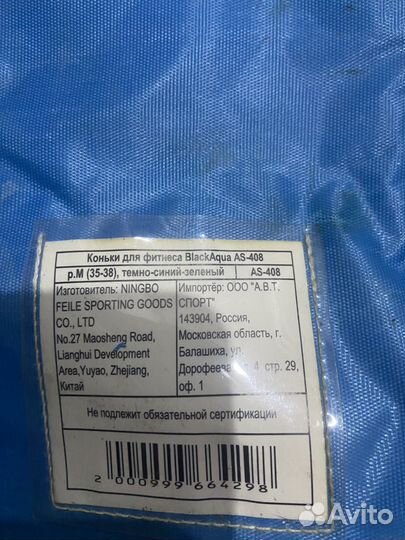 Коньки для фитнеса BlackAqua AS-408
р.M (35-38), темно-синий-зеленый AS-408
Изготовитель: NINGBO
FEILE SPORTING GOODS
CO., LTD
No.27 Maosheng Road,
Lianghui Development
Area,Yuyao, Zhejiang,
Китай
Импортёр: ООО "А.В.Т.
СПОРТ"
143904, Россия,
Московская область, г.
Балашиха, ул.
Дорофеева 4 стр. 29,
оф. 1
Не подлежит обязательной сертификации
2 000999 664298
Avito